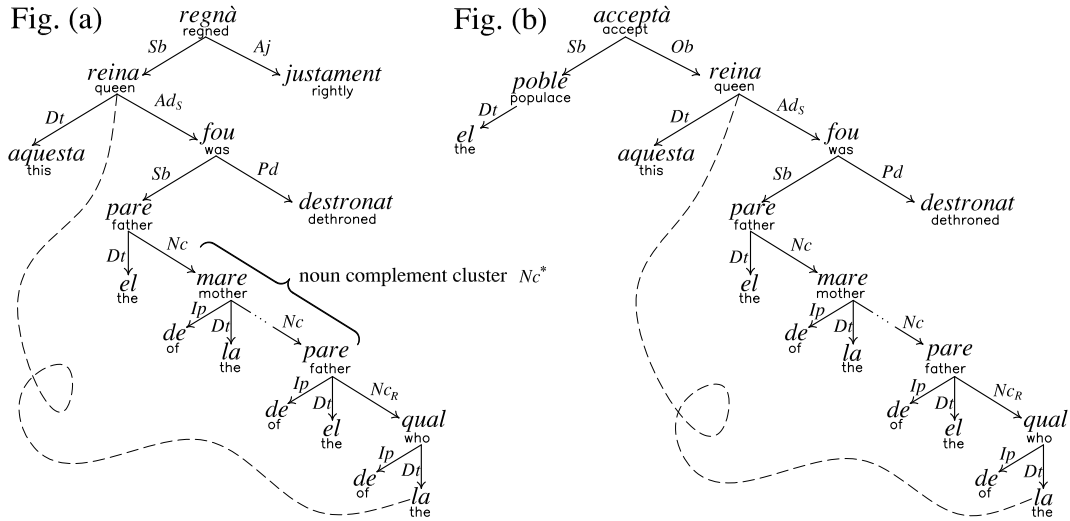 Fig. (a)
regnà
regned
Sb
Aj
reina
queen
justament
rightly
Dt
Ad_S
aquesta
this
fou
was
Sb
Pd
pare
father
destronat
dethroned
Dt
Nc
el
the
mare
mother
noun complement cluster Nc*
Ip
Dt
...
Nc
de
of
la
the
pare
father
Ip
Dt
Nc_R
de
of
el
the
qual
who
Ip
Dt
de
of
la
the
Fig. (b)
acceptà
accept
Sb
Ob
poble
populace
reina
queen
Dt
el
the
Dt
Ad_S
aquesta
this
fou
was
Sb
Pd
pare
father
destronat
dethroned
Dt
Nc
el
the
mare
mother
Ip
Dt
...
Nc
de
of
la
the
pare
father
Ip
Dt
Nc_R
de
of
el
the
qual
who
Ip
Dt
de
of
la
the